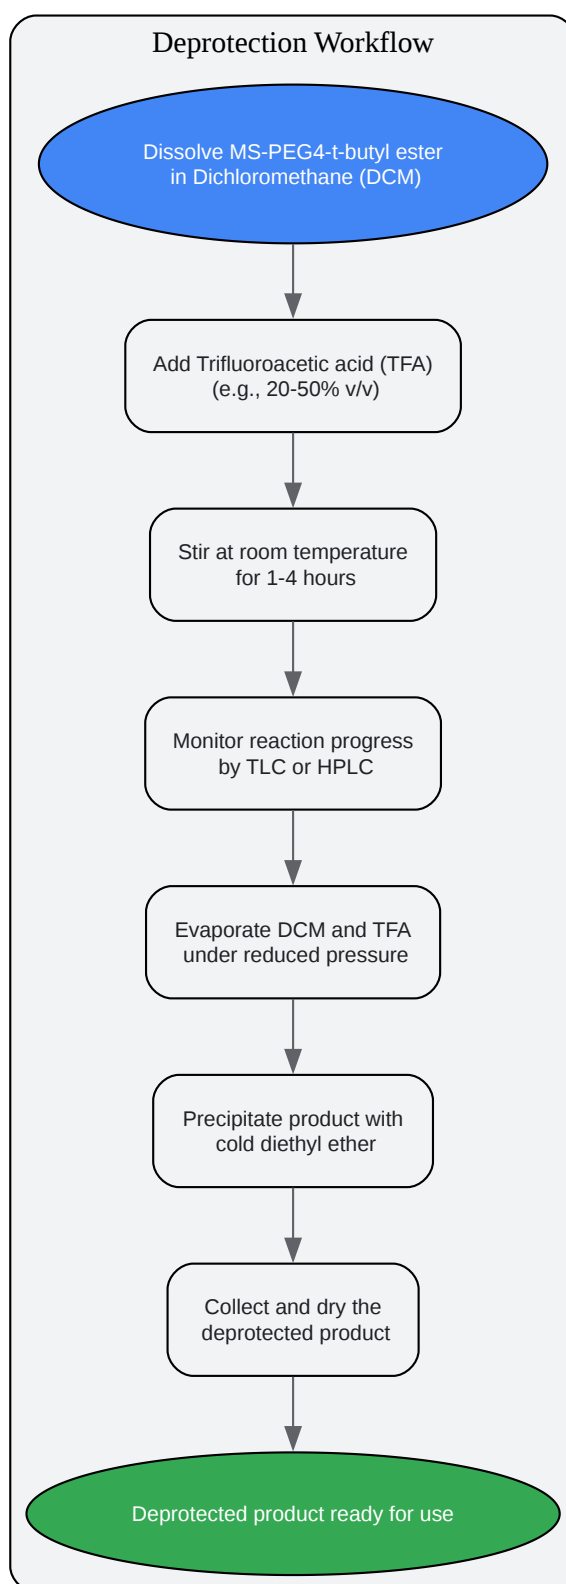 Deprotection Workflow
Dissolve MS-PEG4-t-butyl ester
in Dichloromethane (DCM)
Add Trifluoroacetic acid (TFA)
(e.g., 20-50% v/v)
Stir at room temperature
for 1-4 hours
Monitor reaction progress
by TLC or HPLC
Evaporate DCM and TFA
under reduced pressure
Precipitate product with
cold diethyl ether
Collect and dry the
deprotected product
Deprotected product ready for use